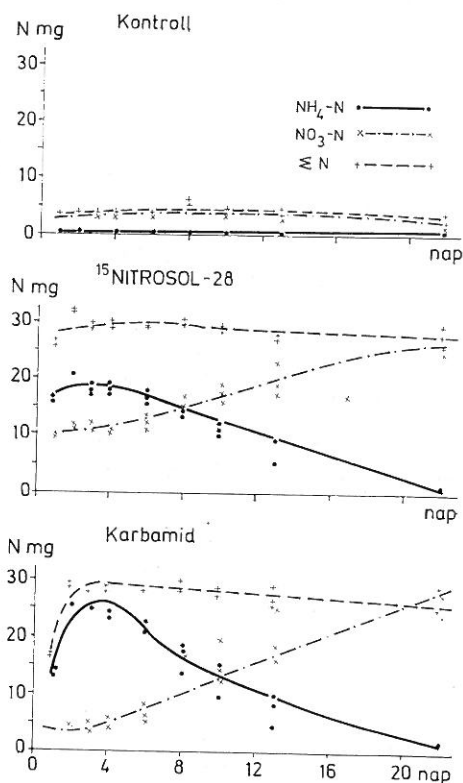 Kontroll
N mg
30
20
10
5
0
NH₄-N
NO₃-N
≤ N
nap
¹⁵NITROSOL-28
N mg
30
20
10
0
nap
Karbamid
N mg
30
20
10
0
0 4 8 12 16 20 nap